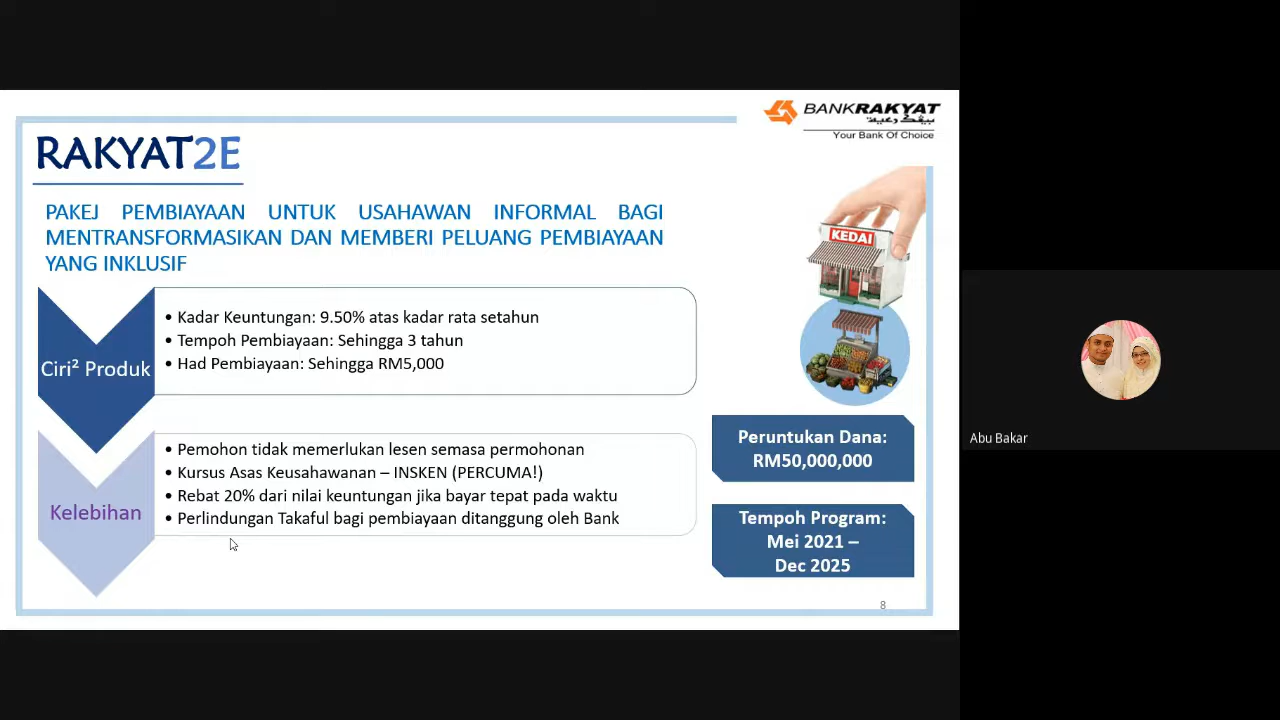 BANKRAKYAT
بيڠک رعية
Your Bank Of Choice
RAKYAT2E
PAKEJ PEMBIAYAAN UNTUK USAHAWAN INFORMAL BAGI
MENTRANSFORMASIKAN DAN MEMBERI PELUANG PEMBIAYAAN
YANG INKLUSIF
KEDAI
Ciri² Produk
• Kadar Keuntungan: 9.50% atas kadar rata setahun
• Tempoh Pembiayaan: Sehingga 3 tahun
• Had Pembiayaan: Sehingga RM5,000
Kelebihan
• Pemohon tidak memerlukan lesen semasa permohonan
• Kursus Asas Keusahawanan – INSKEN (PERCUMA!)
• Rebat 20% dari nilai keuntungan jika bayar tepat pada waktu
• Perlindungan Takaful bagi pembiayaan ditanggung oleh Bank
Peruntukan Dana:
RM50,000,000
Tempoh Program:
Mei 2021 –
Dec 2025
8
Abu Bakar